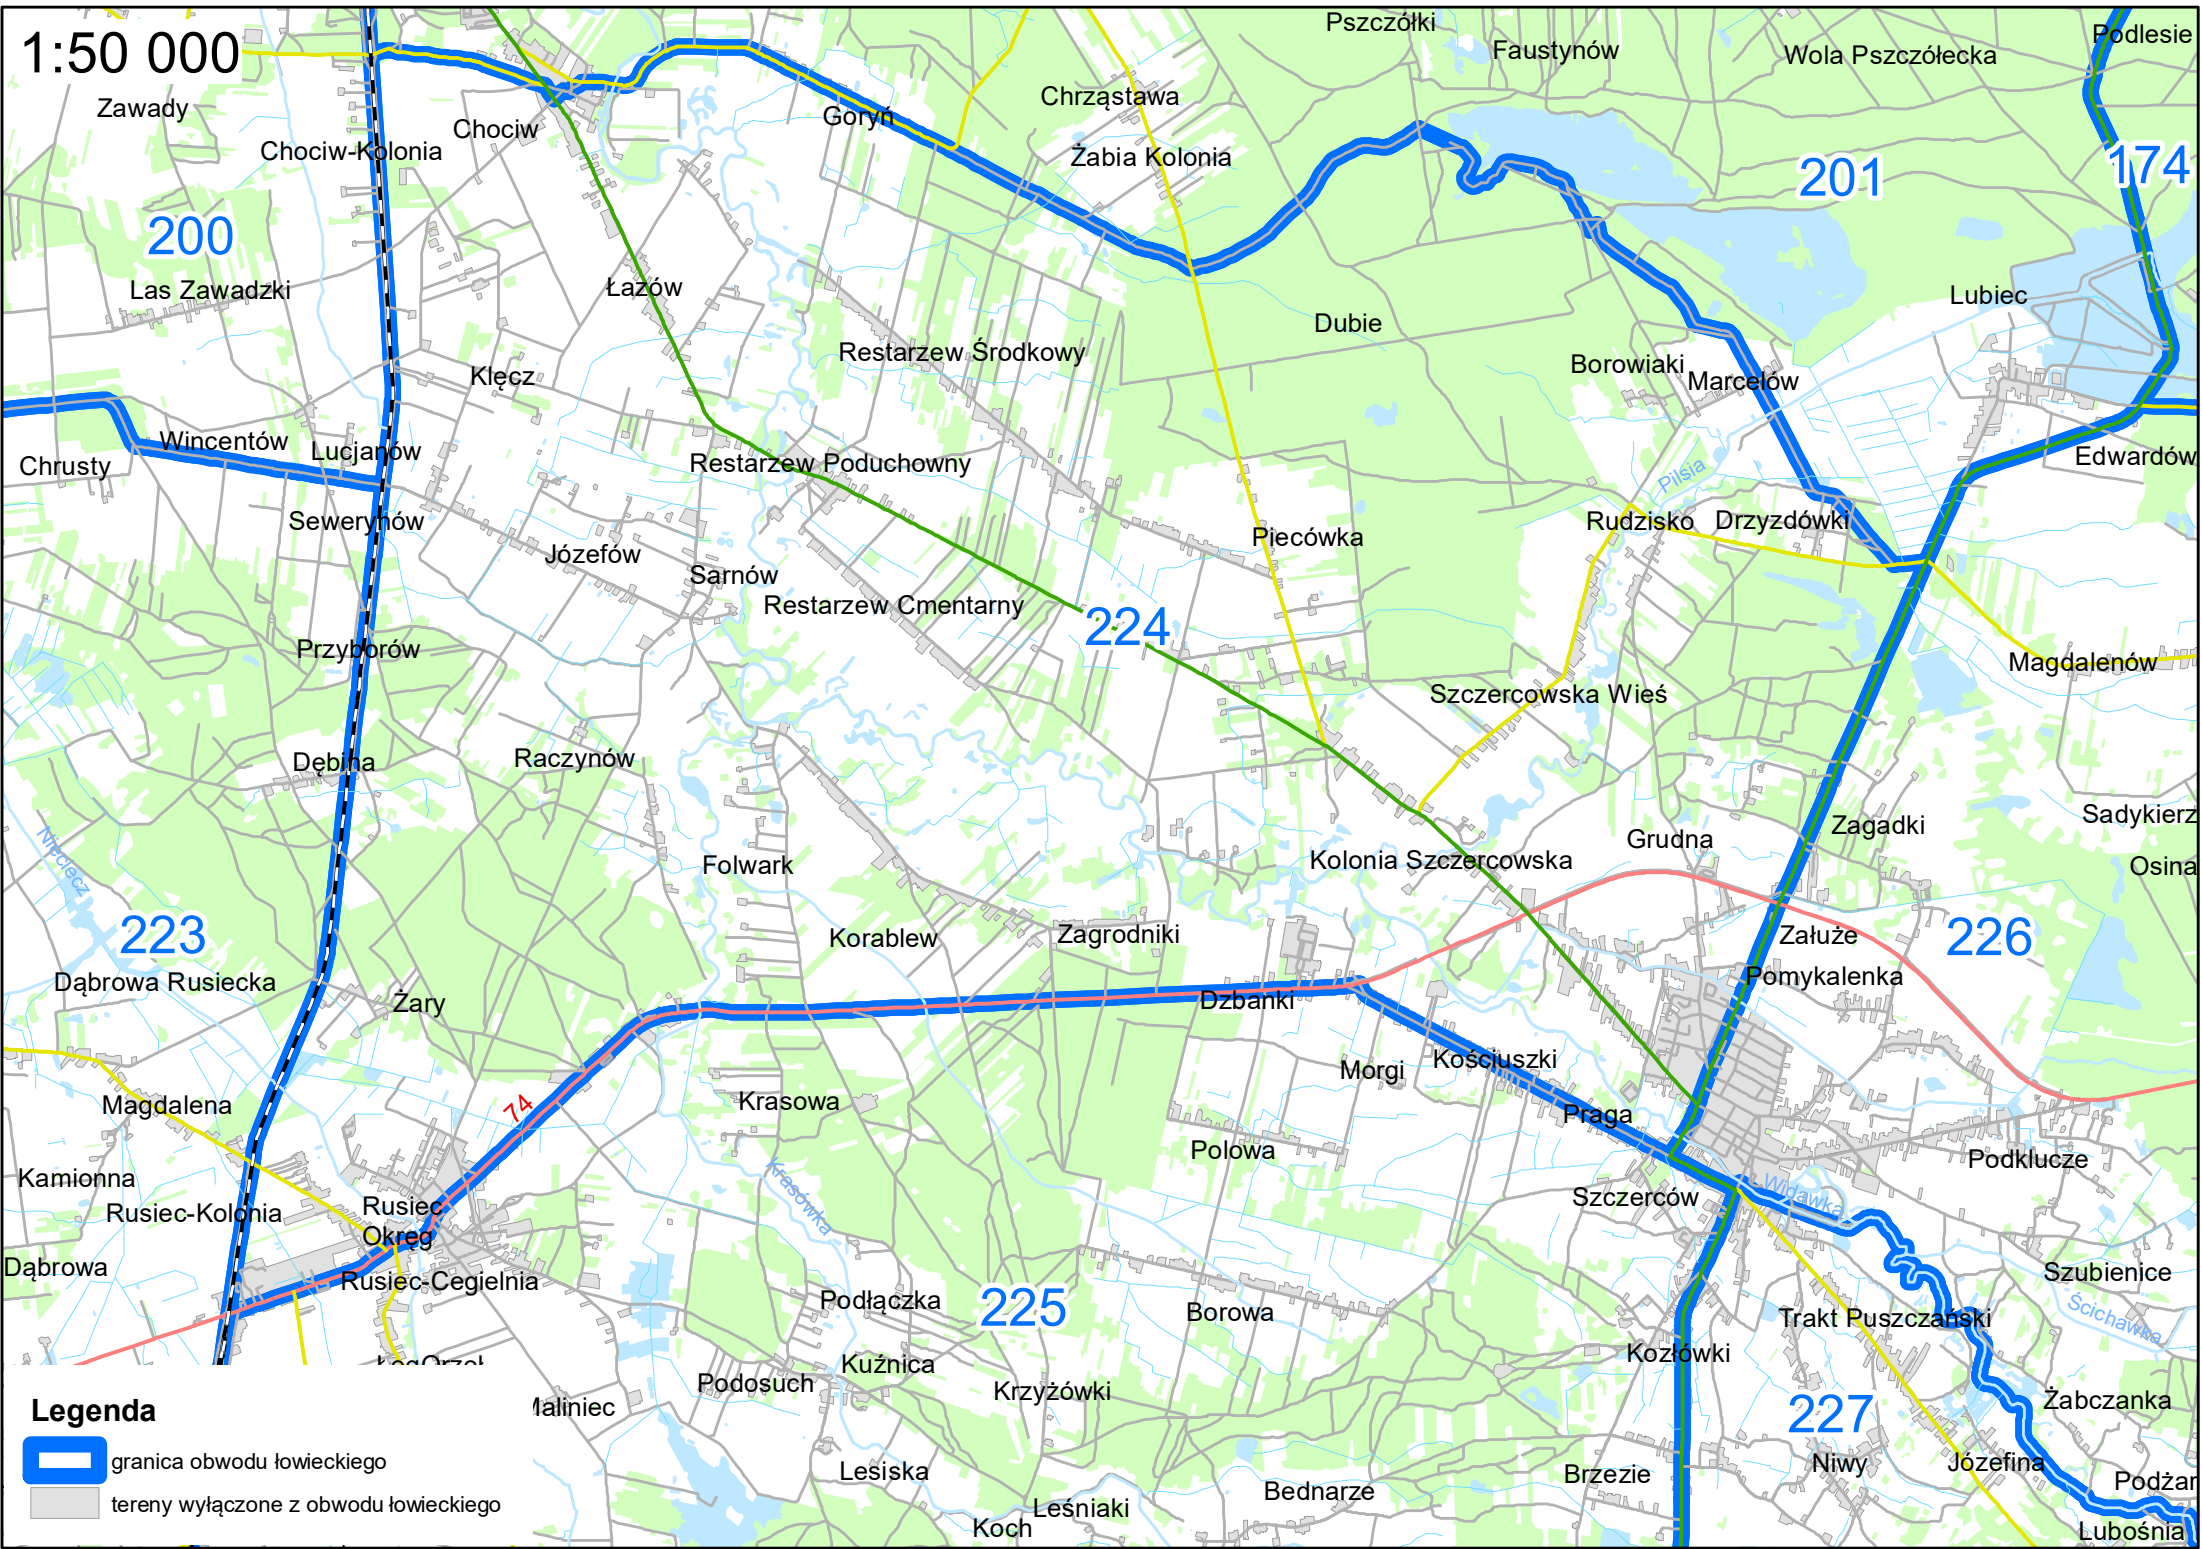 1:50 000
Pszczółki
Faustynów
Wola Pszczółecka
Podlesie
Zawady
Chociw
Goryń
Chrząstawa
Chociw-Kolonia
Żabia Kolonia
201
174
200
Las Zawadzki
Łazów
Lubiec
Dubie
Restarzew Środkowy
Klęcz
Borowiaki
Marcelów
Wincentów
Lucjanów
Chrusty
Restarzew Poduchowny
Edwardów
Pilsia
Sewerynów
Rudzisko
Drzyzdówki
Józefów
Piecówka
Sarnów
Restarzew Cmentarny
224
Przyborów
Magdalenów
Szczercowska Wieś
Dębina
Raczynów
Sadykierz
Zagadki
Grudna
Nieciecz
Folwark
Kolonia Szczercowska
Osina
223
Korablew
Zagrodniki
Załuże
226
Dąbrowa Rusiecka
Pomykalenka
Żary
Dzbanki
Kościuszki
Morgi
Magdalena
74
Krasowa
Praga
Polowa
Podklucze
Kamionna
Krasówka
Widawka
Rusiec-Kolonia
Rusiec
Okręg
Szczerców
Dąbrowa
Rusiec-Cegielnia
Szubienice
Podłączka
225
Borowa
Trakt Puszczański
Ścichawka
Kozłówki
Kuźnica
Podosuch
Krzyżówki
Żabczanka
227
Legenda
granica obwodu łowieckiego
tereny wyłączone z obwodu łowieckiego
Lesiska
Brzezie
Niwy
Józefina
Bednarze
Leśniaki
Koch
Lubośnia